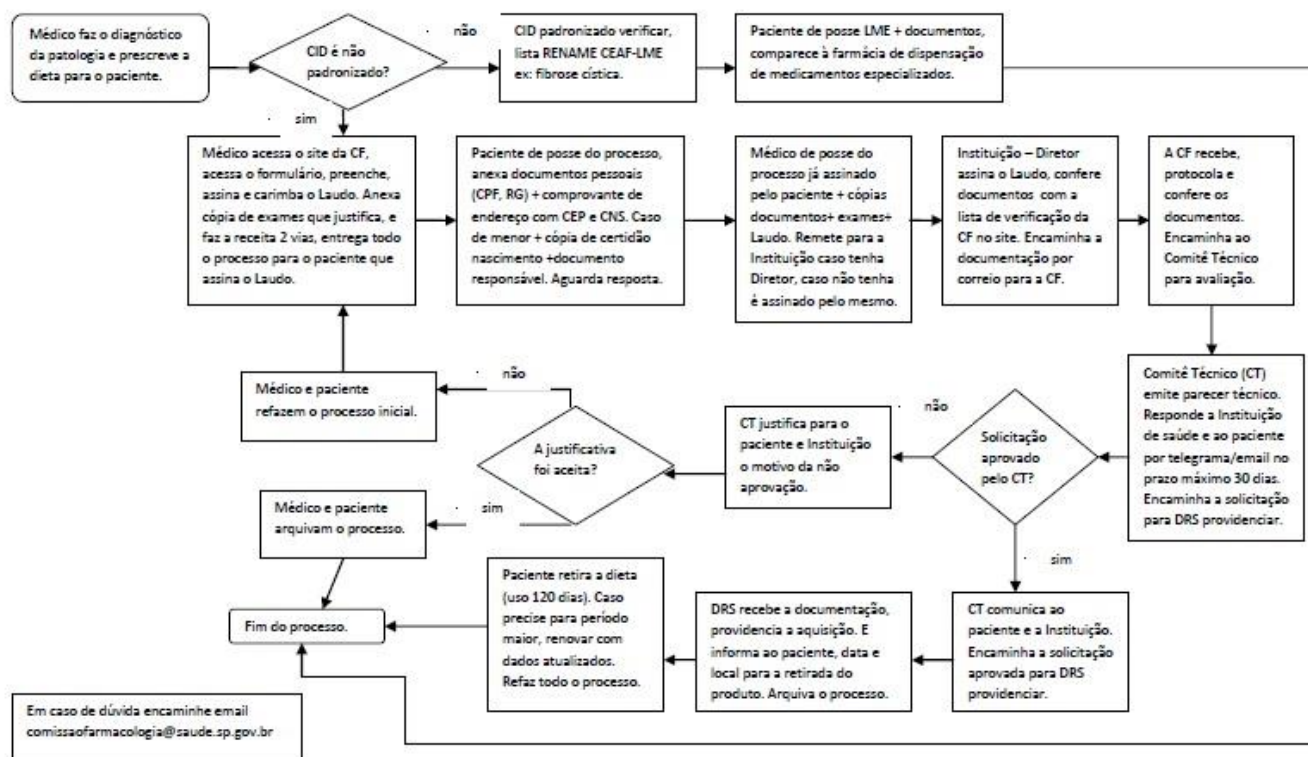 Médico faz o diagnóstico
da patologia e prescreve a
dieta para o paciente.
CID é não
padronizado?
não
CID padronizado verificar,
lista RENAME CEAF-LME
ex: fibrose cística.
Paciente de posse LME + documentos,
comparece à farmácia de dispensação
de medicamentos especializados.
sim
Médico acessa o site da CF,
acessa o formulário, preenche,
assina e carimba o Laudo. Anexa
cópia de exames que justifica, e
faz a receita 2 vias, entrega todo
o processo para o paciente que
assina o Laudo.
Paciente de posse do processo,
anexa documentos pessoais
(CPF, RG) + comprovante de
endereço com CEP e CNS. Caso
de menor + cópia de certidão
nascimento +documento
responsável. Aguarda resposta.
Médico de posse do
processo já assinado
pelo paciente + cópias
documentos+ exames+
Laudo. Remete para a
Instituição caso tenha
Diretor, caso não tenha
é assinado pelo mesmo.
Instituição – Diretor
assina o Laudo, confere
documentos com a
lista de verificação da
CF no site. Encaminha a
documentação por
correio para a CF.
A CF recebe,
protocola e
confere os
documentos.
Encaminha ao
Comitê Técnico
para avaliação.
Comitê Técnico (CT)
emite parecer técnico.
Responde a Instituição
de saúde e ao paciente
por telegrama/email no
prazo máximo 30 dias.
Encaminha a solicitação
para DRS providenciar.
Solicitação
aprovado
pelo CT?
não
CT justifica para o
paciente e Instituição
o motivo da não
aprovação.
A justificativa
foi aceita?
não
Médico e paciente
refazem o processo inicial.
sim
Médico e paciente
arquivam o processo.
sim
CT comunica ao
paciente e a Instituição.
Encaminha a solicitação
aprovada para DRS
providenciar.
DRS recebe a documentação,
providencia a aquisição. E
informa ao paciente, data e
local para a retirada do
produto. Arquiva o processo.
Paciente retira a dieta
(uso 120 dias). Caso
precise para período
maior, renovar com
dados atualizados.
Refaz todo o processo.
Fim do processo.
Em caso de dúvida encaminhe email
comissaofarmacologia@saude.sp.gov.br